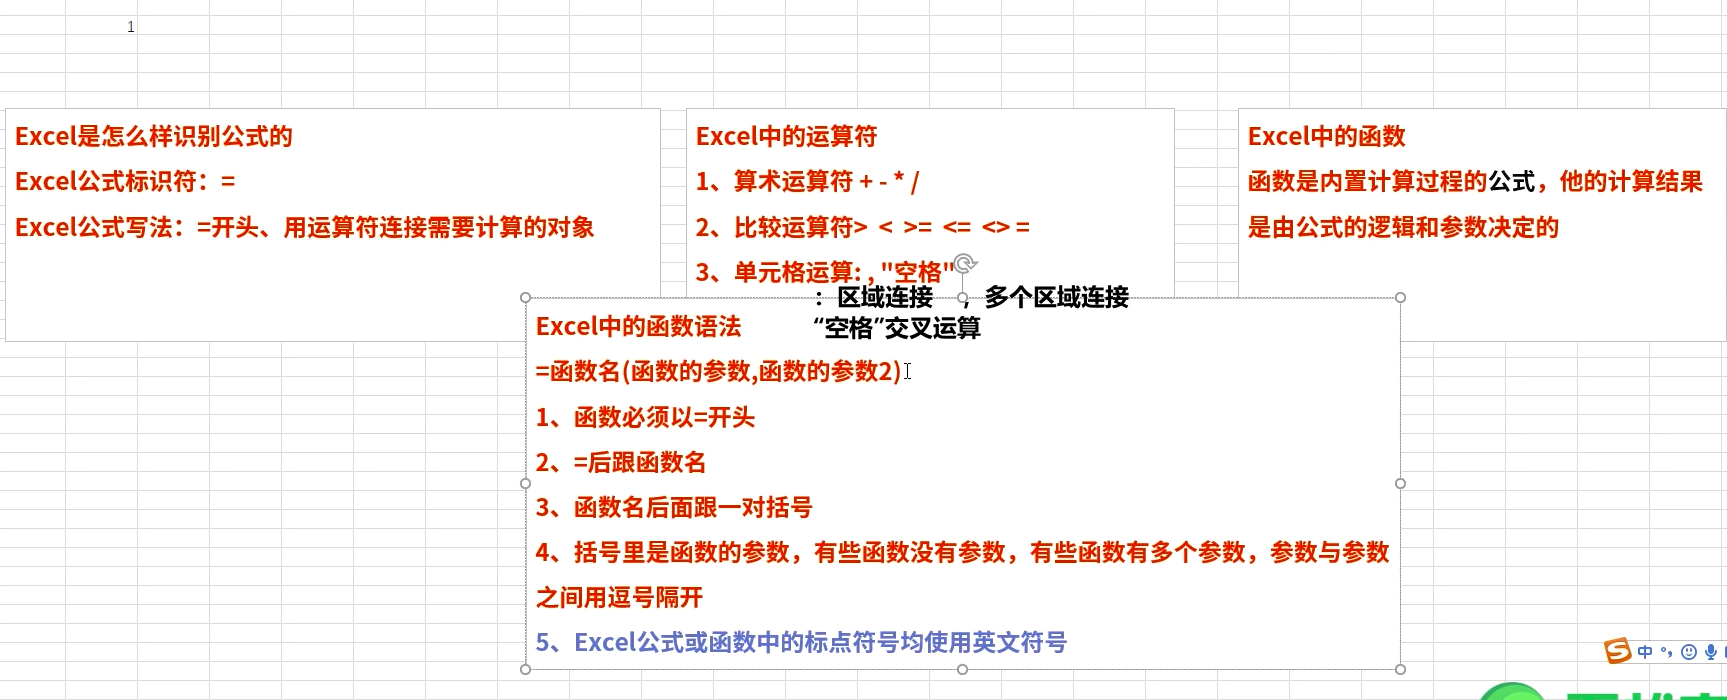 1
Excel是怎么样识别公式的
Excel公式标识符：=
Excel公式写法：=开头、用运算符连接需要计算的对象
Excel中的运算符
1、算术运算符 + - * /
2、比较运算符> < >= <= <> =
3、单元格运算: , "空格"
：区域连接 ，多个区域连接
“空格”交叉运算
Excel中的函数
函数是内置计算过程的公式，他的计算结果
是由公式的逻辑和参数决定的
Excel中的函数语法
=函数名(函数的参数,函数的参数2)
1、函数必须以=开头
2、=后跟函数名
3、函数名后面跟一对括号
4、括号里是函数的参数，有些函数没有参数，有些函数有多个参数，参数与参数
之间用逗号隔开
5、Excel公式或函数中的标点符号均使用英文符号
中